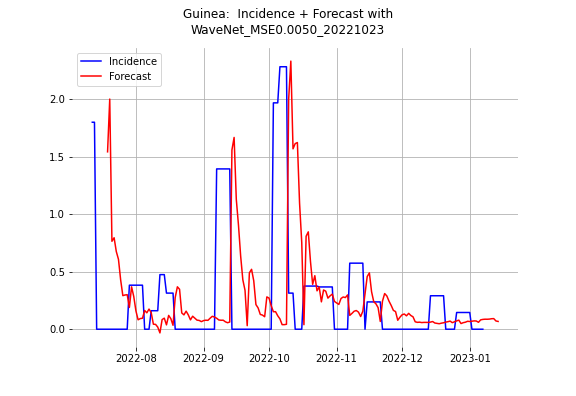 Guinea:  Incidence + Forecast with
WaveNet_MSE0.0050_20221023
Incidence
Forecast
2.0
1.5
1.0
0.5
0.0
2022-08
2022-09
2022-10
2022-11
2022-12
2023-01